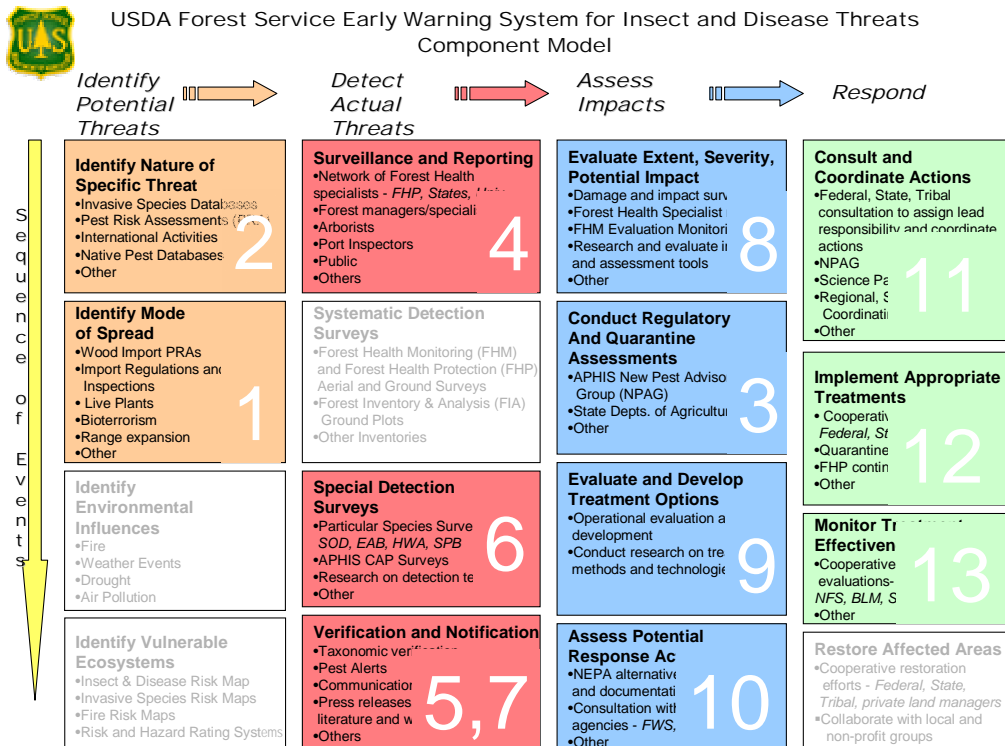 USDA Forest Service Early Warning System for Insect and Disease Threats
Component Model
UAS
Identify
Potential
Threats
Detect
Actual
Threats
Assess
Impacts
Respond
Sequence of Events
Identify Nature of
Specific Threat
•Invasive Species Databases
•Pest Risk Assessments
•International Activities
•Native Pest Databases
•Other
2
Identify Mode
of Spread
•Wood Import PRAs
•Import Regulations and
Inspections
• Live Plants
•Bioterrorism
•Range expansion
•Other
1
Identify
Environmental
Influences
•Fire
•Weather Events
•Drought
•Air Pollution
Identify Vulnerable
Ecosystems
•Insect & Disease Risk Map
•Invasive Species Risk Maps
•Fire Risk Maps
•Risk and Hazard Rating Systems
Surveillance and Reporting
•Network of Forest Health
specialists - FHP, States,
•Forest managers/speciali
•Arborists
•Port Inspectors
•Public
•Others
4
Systematic Detection
Surveys
•Forest Health Monitoring (FHM)
and Forest Health Protection (FHP)
Aerial and Ground Surveys
•Forest Inventory & Analysis (FIA)
Ground Plots
•Other Inventories
Special Detection
Surveys
•Particular Species Surve
SOD, EAB, HWA, SPB
•APHIS CAP Surveys
•Research on detection te
•Other
6
Verification and Notification
•Taxonomic
•Pest Alerts
•Communication
•Press releases
literature and w
•Others
5,7
Evaluate Extent, Severity,
Potential Impact
•Damage and impact surv
•Forest Health Specialist
•FHM Evaluation Monitori
•Research and evaluate
and assessment tools
•Other
8
Conduct Regulatory
And Quarantine
Assessments
•APHIS New Pest Adviso
Group (NPAG)
•State Depts. of Agricultu
•Other
3
Evaluate and Develop
Treatment Options
•Operational evaluation a
development
•Conduct research on tre
methods and technologie
9
Assess Potential
Response Ac
•NEPA alternative
and documentati
•Consultation with
agencies - FWS,
•Other
10
Consult and
Coordinate Actions
•Federal, State, Tribal
consultation to assign lead
responsibility and coordinate
actions
•NPAG
•Science Pa
•Regional, S
Coordinati
•Other
11
Implement Appropriate
Treatments
• Cooperativ
Federal, St
•Quarantine
•FHP contin
•Other
12
Monitor
Effectiven
•Cooperative
evaluations-
NFS, BLM, S
•Other
13
Restore Affected Areas
•Cooperative restoration
efforts - Federal, State,
Tribal, private land managers
▪Collaborate with local and
non-profit groups